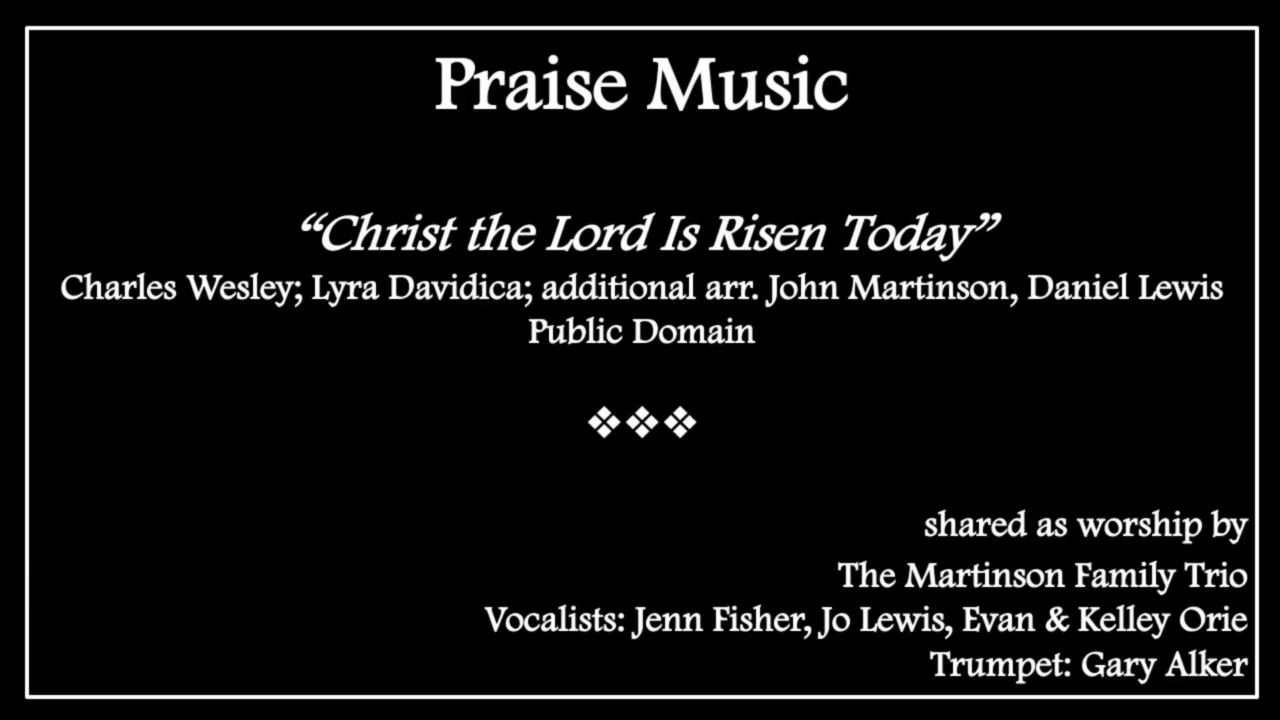 Praise Music
“Christ the Lord Is Risen Today”
Charles Wesley; Lyra Davidica; additional arr. John Martinson, Daniel Lewis
Public Domain
❖❖❖
shared as worship by
The Martinson Family Trio
Vocalists: Jenn Fisher, Jo Lewis, Evan & Kelley Orie
Trumpet: Gary Alker